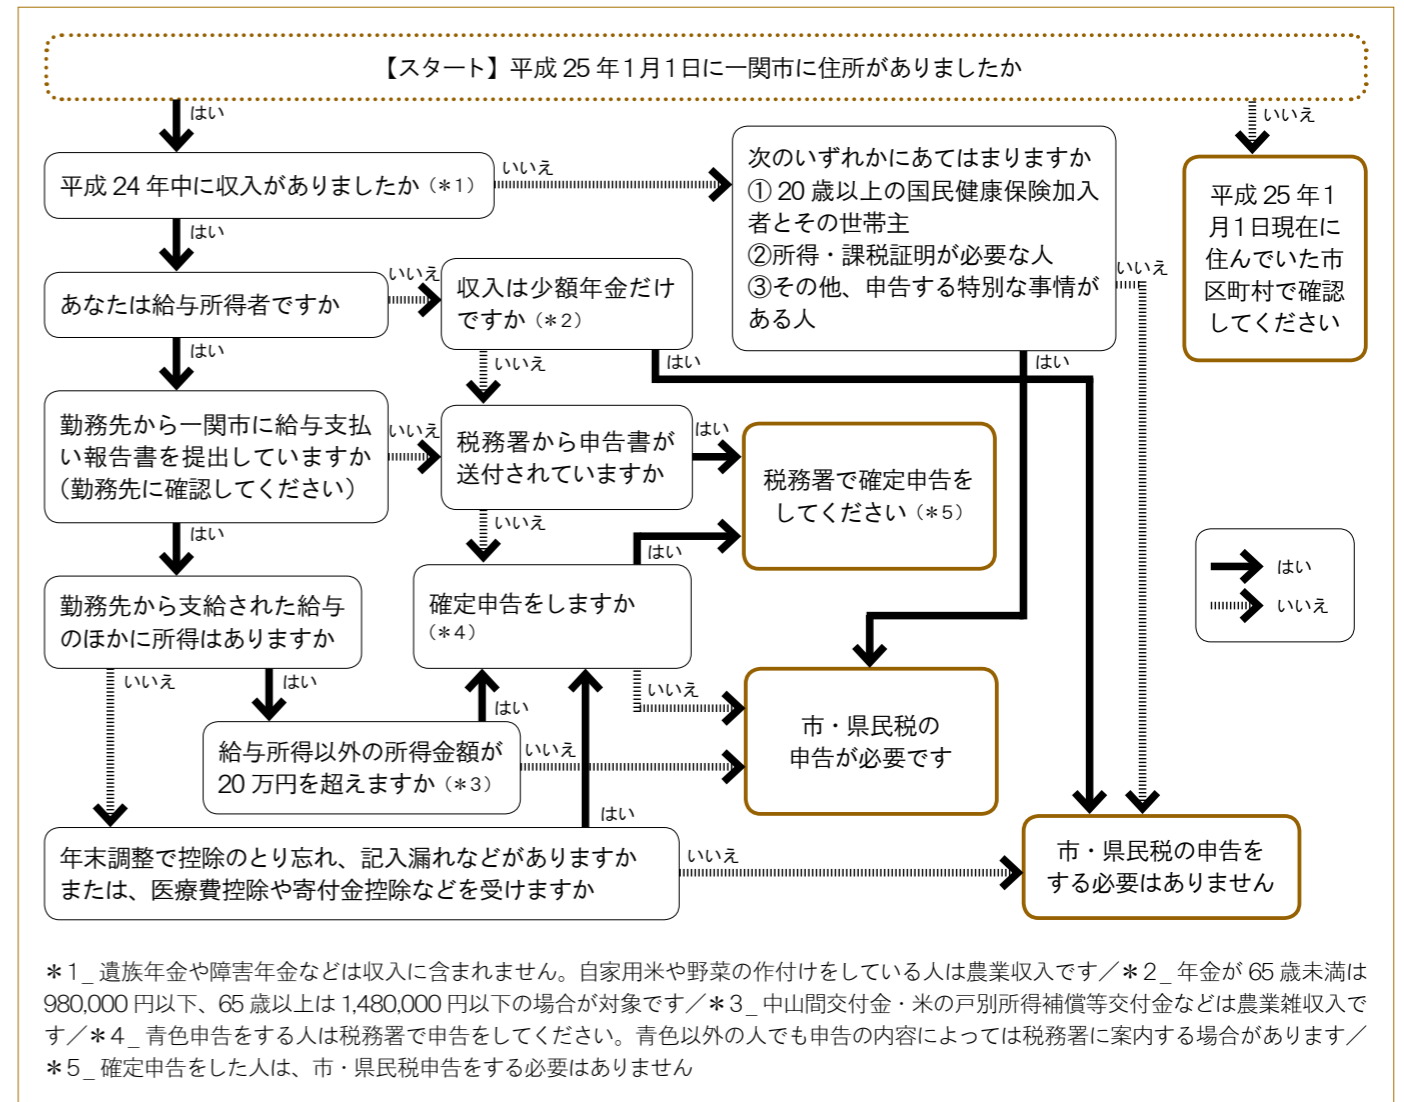 【スタート】平成 25 年1月1日に一関市に住所がありましたか
はい
いいえ
平成 24 年中に収入がありましたか(＊1)
いいえ
次のいずれかにあてはまりますか
① 20 歳以上の国民健康保険加入
者とその世帯主
②所得・課税証明が必要な人
③その他、申告する特別な事情が
ある人
平成 25 年1
月1日現在に
住んでいた市
区町村で確認
してください
はい
いいえ
いいえ
あなたは給与所得者ですか
収入は少額年金だけ
ですか(＊2)
はい
いいえ
はい
はい
勤務先から一関市に給与支払
い報告書を提出していますか
(勤務先に確認してください)
いいえ
税務署から申告書が
送付されていますか
はい
税務署で確定申告を
してください(＊5)
はい
いいえ
はい
はい
いいえ
勤務先から支給された給与
のほかに所得はありますか
確定申告をしますか
(＊4)
いいえ
はい
はい
いいえ
給与所得以外の所得金額が
20 万円を超えますか(＊3)
いいえ
市・県民税の
申告が必要です
はい
年末調整で控除のとり忘れ、記入漏れなどがありますか
または、医療費控除や寄付金控除などを受けますか
いいえ
市・県民税の申告を
する必要はありません
＊1_ 遺族年金や障害年金などは収入に含まれません。自家用米や野菜の作付けをしている人は農業収入です／＊2_ 年金が 65 歳未満は
980,000 円以下、65 歳以上は 1,480,000 円以下の場合が対象です／＊3_ 中山間交付金・米の戸別所得補償等交付金などは農業雑収入で
す／＊4_ 青色申告をする人は税務署で申告をしてください。青色以外の人でも申告の内容によっては税務署に案内する場合があります／
＊5_ 確定申告をした人は、市・県民税申告をする必要はありません